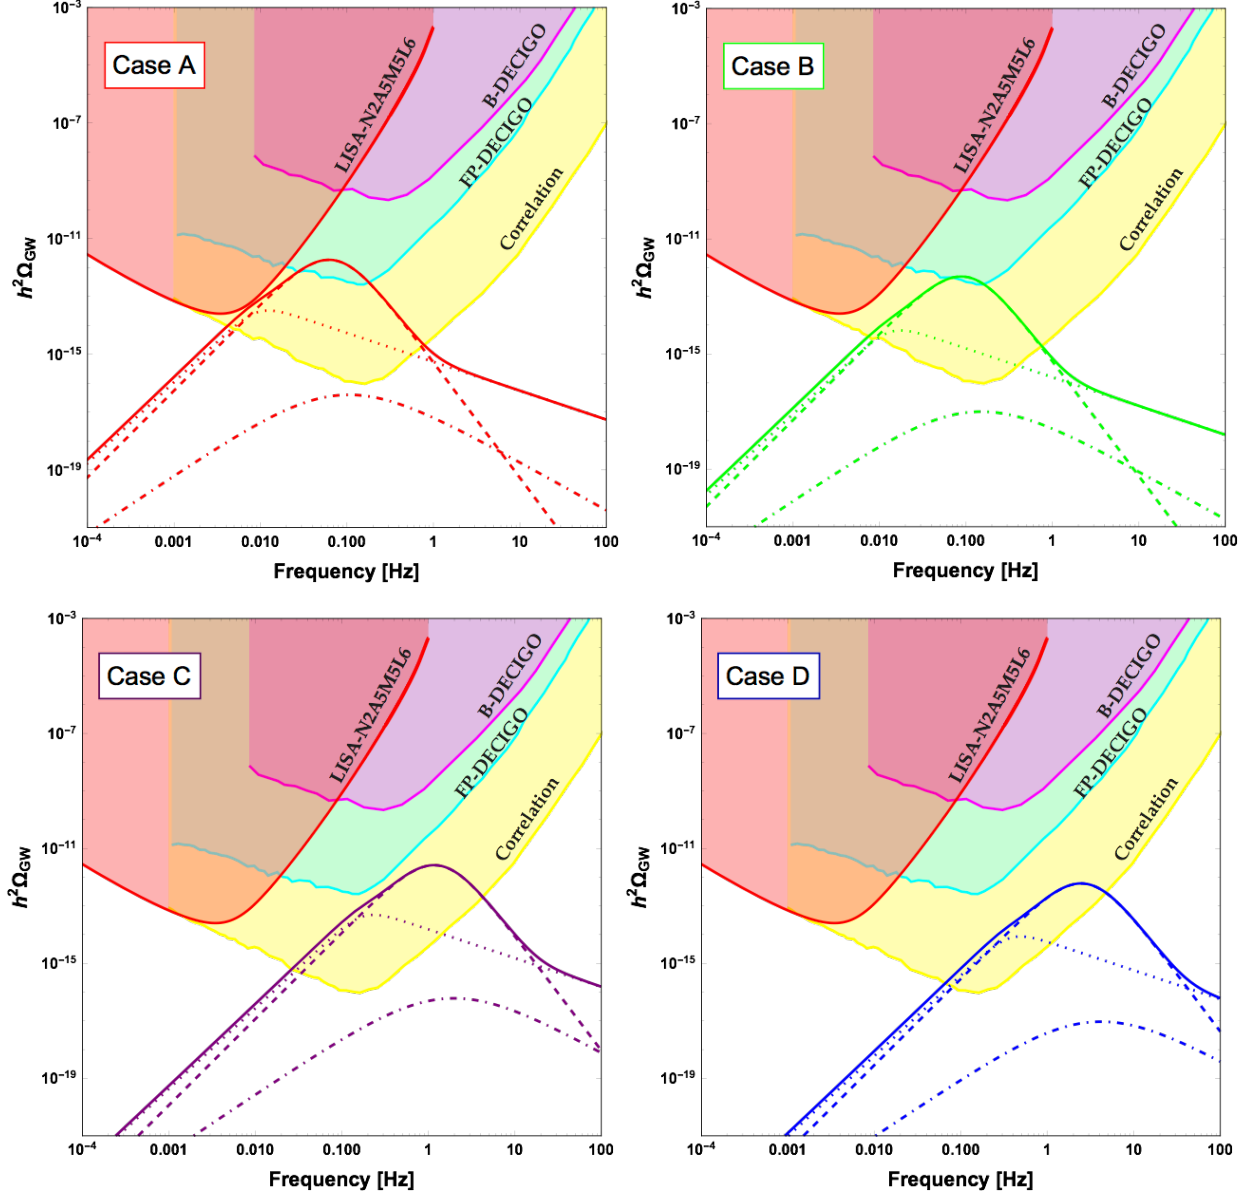 Case A
LISA-N2A5M5L6
B-DECIGO
FP-DECIGO
Correlation
10⁻³
10⁻⁷
10⁻¹¹
10⁻¹⁵
10⁻¹⁹
h²Ω_GW
10⁻⁴ 0.001 0.010 0.100 1 10 100
Frequency [Hz]
Case B
LISA-N2A5M5L6
B-DECIGO
FP-DECIGO
Correlation
10⁻³
10⁻⁷
10⁻¹¹
10⁻¹⁵
10⁻¹⁹
h²Ω_GW
10⁻⁴ 0.001 0.010 0.100 1 10 100
Frequency [Hz]
Case C
LISA-N2A5M5L6
B-DECIGO
FP-DECIGO
Correlation
10⁻³
10⁻⁷
10⁻¹¹
10⁻¹⁵
10⁻¹⁹
h²Ω_GW
10⁻⁴ 0.001 0.010 0.100 1 10 100
Frequency [Hz]
Case D
LISA-N2A5M5L6
B-DECIGO
FP-DECIGO
Correlation
10⁻³
10⁻⁷
10⁻¹¹
10⁻¹⁵
10⁻¹⁹
h²Ω_GW
10⁻⁴ 0.001 0.010 0.100 1 10 100
Frequency [Hz]